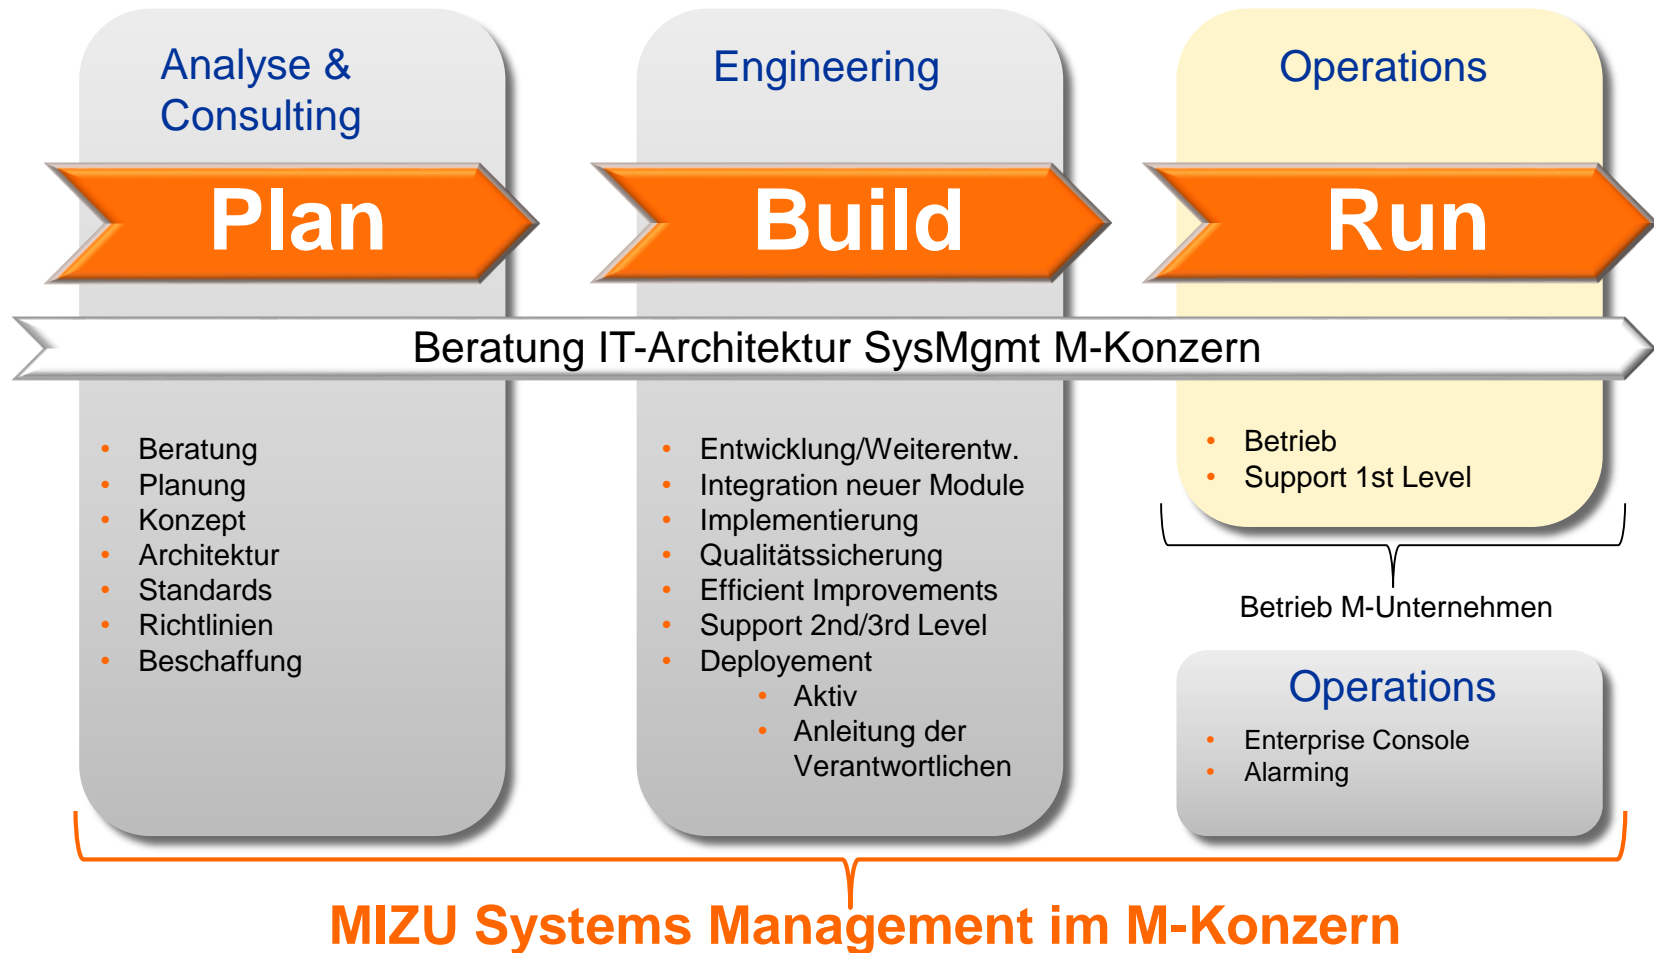 Analyse &
Consulting
Engineering
Operations
Plan
Build
Run
Beratung IT-Architektur SysMgmt M-Konzern
• Beratung
• Planung
• Konzept
• Architektur
• Standards
• Richtlinien
• Beschaffung
• Entwicklung/Weiterentw.
• Integration neuer Module
• Implementierung
• Qualitätssicherung
• Efficient Improvements
• Support 2nd/3rd Level
• Deployement
• Aktiv
• Anleitung der
Verantwortlichen
• Betrieb
• Support 1st Level
Betrieb M-Unternehmen
Operations
• Enterprise Console
• Alarming
MIZU Systems Management im M-Konzern